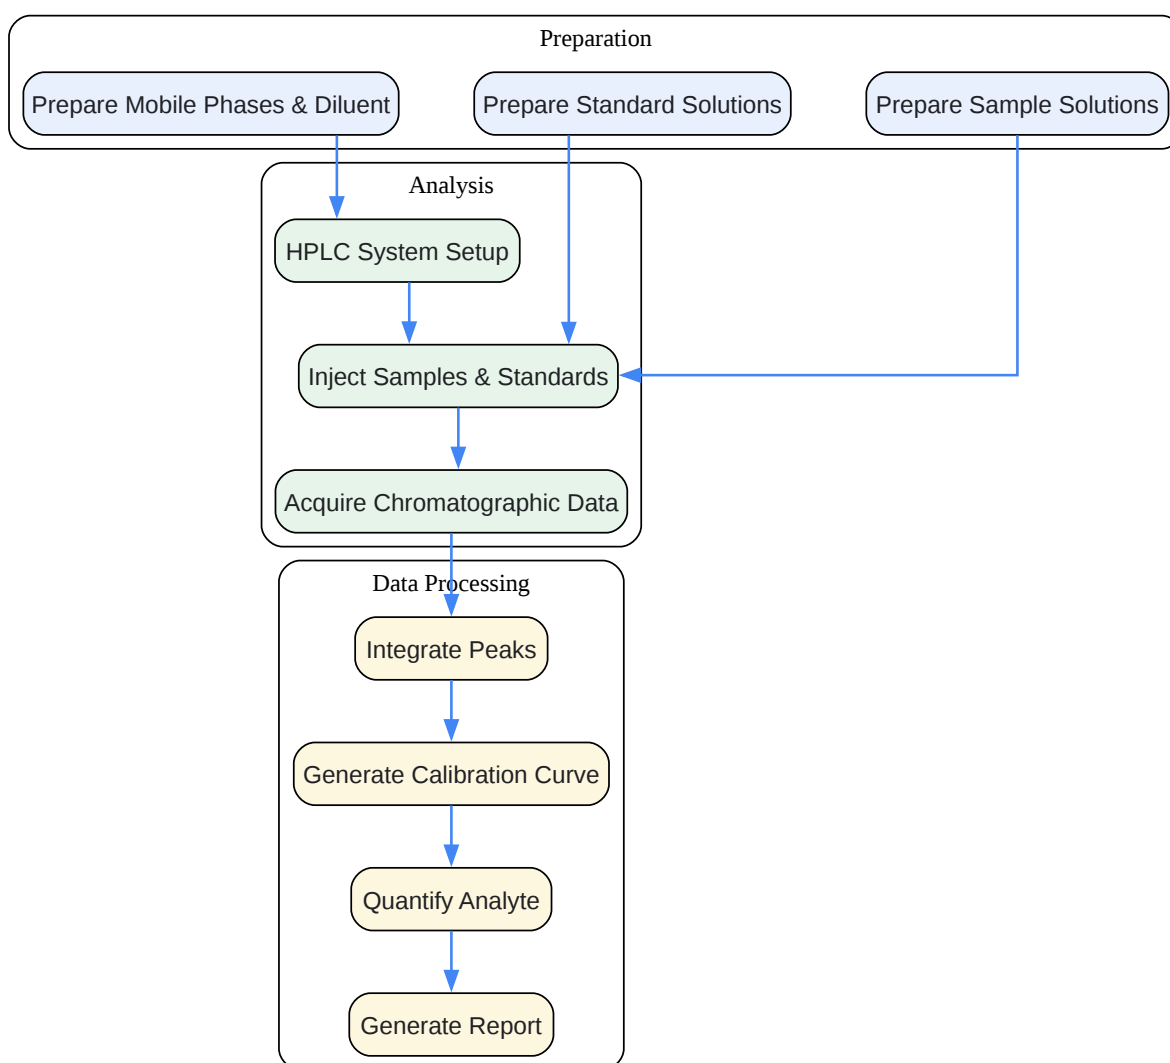 Preparation
Prepare Mobile Phases & Diluent
Prepare Standard Solutions
Prepare Sample Solutions
Analysis
HPLC System Setup
Inject Samples & Standards
Acquire Chromatographic Data
Data Processing
Integrate Peaks
Generate Calibration Curve
Quantify Analyte
Generate Report